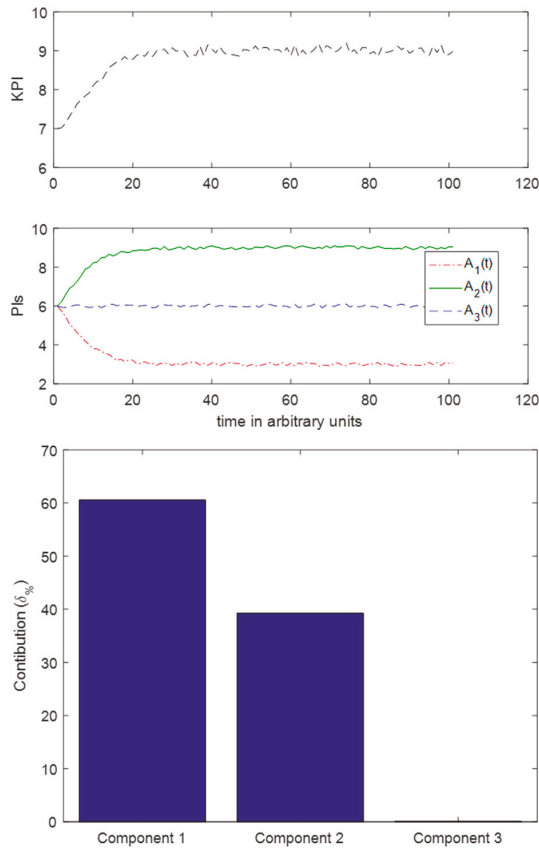 KPI
10
9
8
7
6
0 20 40 60 80 100 120
PIs
10
8
6
4
2
A1(t)
A2(t)
A3(t)
0 20 40 60 80 100 120
time in arbitrary units
Contibution (δ%)
70
60
50
40
30
20
10
0
Component 1 Component 2 Component 3